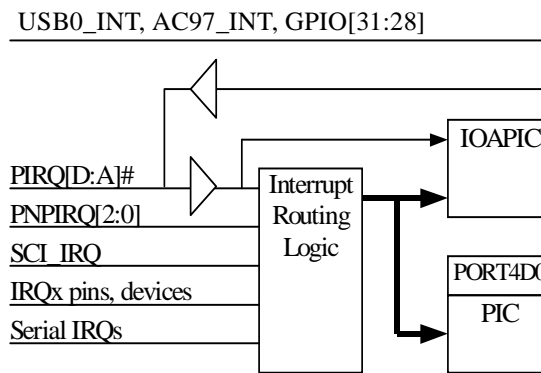 USB0_INT, AC97_INT, GPIO[31:28]
IOAPIC
PIRQ[D:A]#
PNPIRQ[2:0]
SCI_IRQ
IRQx pins, devices
Serial IRQs
Interrupt
Routing
Logic
PORT4D0
PIC